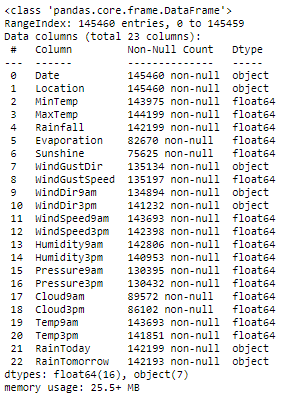 <class 'pandas.core.frame.DataFrame'>
RangeIndex: 145460 entries, 0 to 145459
Data columns (total 23 columns):
 #   Column         Non-Null Count   Dtype
---  ------         --------------   -----
 0   Date           145460 non-null  object
 1   Location       145460 non-null  object
 2   MinTemp        143975 non-null  float64
 3   MaxTemp        144199 non-null  float64
 4   Rainfall       142199 non-null  float64
 5   Evaporation    82670 non-null   float64
 6   Sunshine       75625 non-null   float64
 7   WindGustDir    135134 non-null  object
 8   WindGustSpeed  135197 non-null  float64
 9   WindDir9am     134894 non-null  object
 10  WindDir3pm     141232 non-null  object
 11  WindSpeed9am   143693 non-null  float64
 12  WindSpeed3pm   142398 non-null  float64
 13  Humidity9am    142806 non-null  float64
 14  Humidity3pm    140953 non-null  float64
 15  Pressure9am    130395 non-null  float64
 16  Pressure3pm    130432 non-null  float64
 17  Cloud9am       89572 non-null   float64
 18  Cloud3pm       86102 non-null   float64
 19  Temp9am        143693 non-null  float64
 20  Temp3pm        141851 non-null  float64
 21  RainToday      142199 non-null  object
 22  RainTomorrow   142193 non-null  object
dtypes: float64(16), object(7)
memory usage: 25.5+ MB